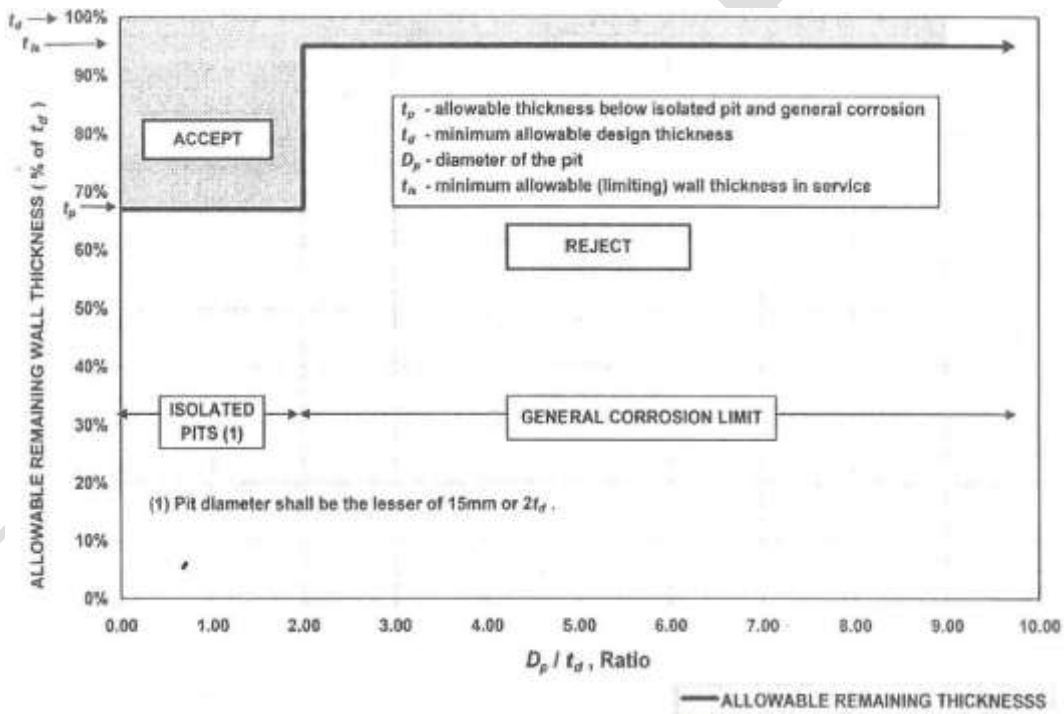 t_d
100%
t_ls
90%
80%
70%
t_p
60%
50%
40%
30%
20%
10%
0%
ALLOWABLE REMAINING WALL THICKNESS ( % of t_d )
ACCEPT
t_p - allowable thickness below isolated pit and general corrosion
t_d - minimum allowable design thickness
D_p - diameter of the pit
t_ls - minimum allowable (limiting) wall thickness in service
REJECT
ISOLATED
PITS (1)
GENERAL CORROSION LIMIT
(1) Pit diameter shall be the lesser of 15mm or 2t_d .
0.00 1.00 2.00 3.00 4.00 5.00 6.00 7.00 8.00 9.00 10.00
D_p / t_d , Ratio
ALLOWABLE REMAINING THICKNESSS